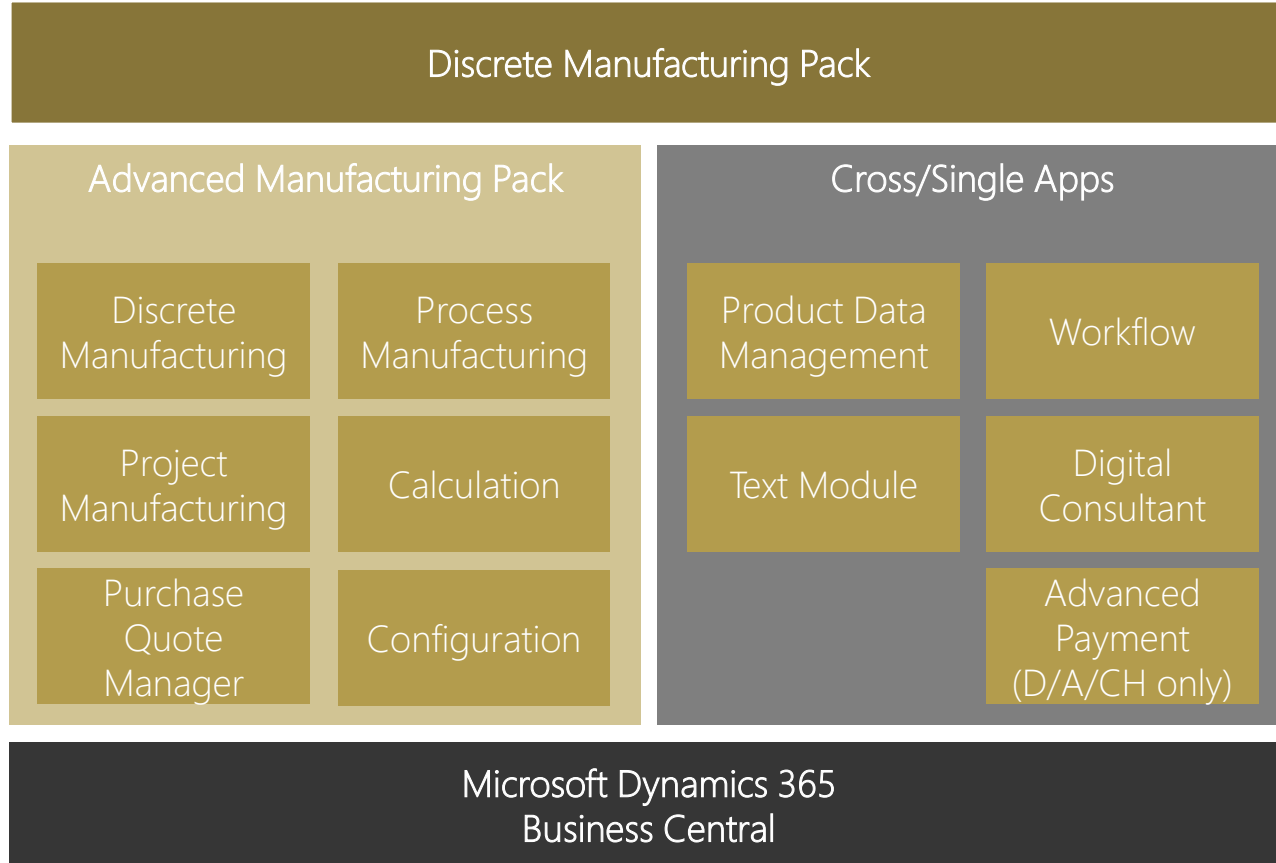 Discrete Manufacturing Pack
Advanced Manufacturing Pack
Discrete
Manufacturing
Process
Manufacturing
Project
Manufacturing
Calculation
Purchase
Quote
Manager
Configuration
Cross/Single Apps
Product Data
Management
Workflow
Text Module
Digital
Consultant
Advanced
Payment
(D/A/CH only)
Microsoft Dynamics 365
Business Central